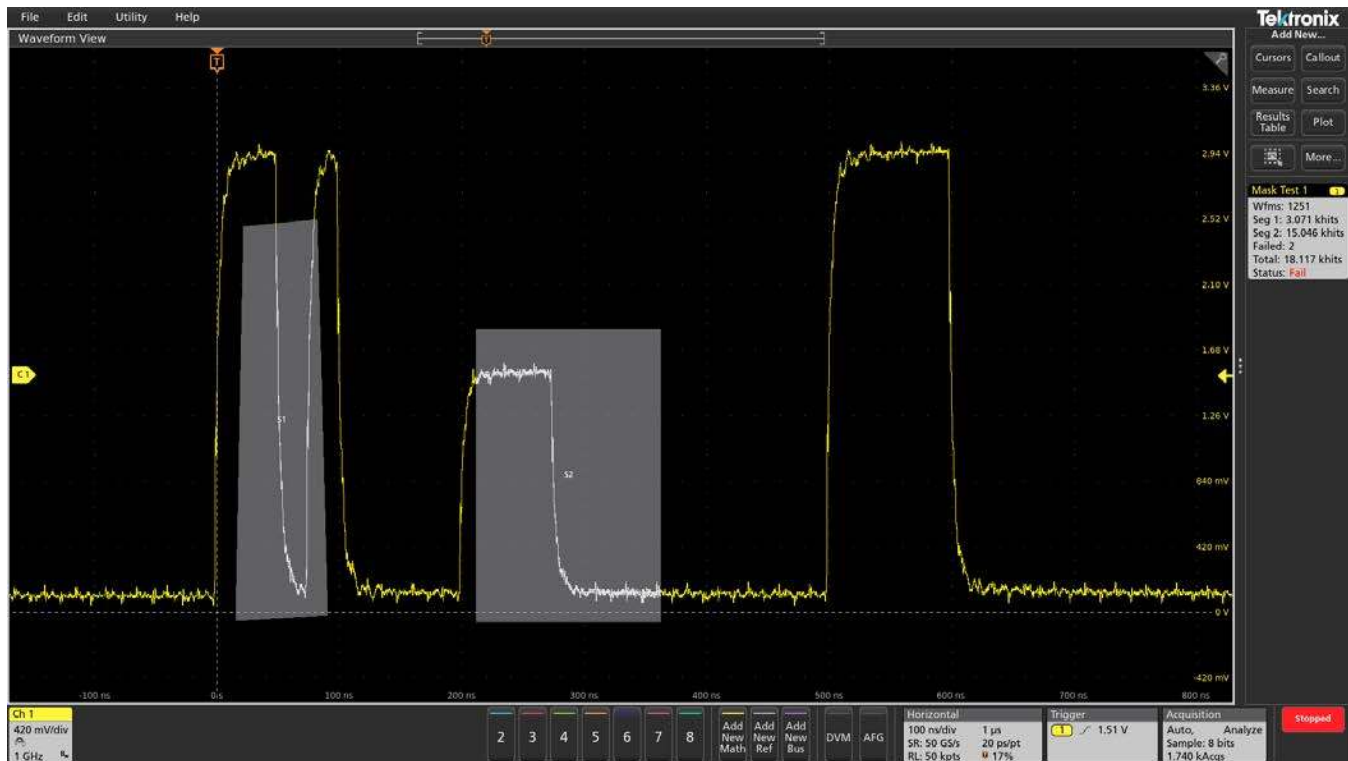 File Edit Utility Help
Tektronix
Waveform View
Add New...
T
T
Cursors Callout
3.36 V
Measure Search
Results Table Plot
2.94 V
More...
Mask Test 1
Wfms: 1251
Seg 1: 3.071 khits
Seg 2: 15.046 khits
Failed: 2
Total: 18.117 khits
Status: Fail
2.52 V
2.10 V
1.68 V
C1
1.26 V
S1
S2
840 mV
420 mV
0 V
-420 mV
-100 ns 0 s 100 ns 200 ns 300 ns 400 ns 500 ns 600 ns 700 ns 800 ns
Ch 1
420 mV/div
1 GHz
2 3 4 5 6 7 8
Add New Math
Add New Ref
Add New Bus
DVM AFG
Horizontal
100 ns/div 1 µs
SR: 50 GS/s 20 ps/pt
RL: 50 kpts 17%
Trigger
1 1.51 V
Acquisition
Auto, Analyze
Sample: 8 bits
1.740 kAcqs
Stopped